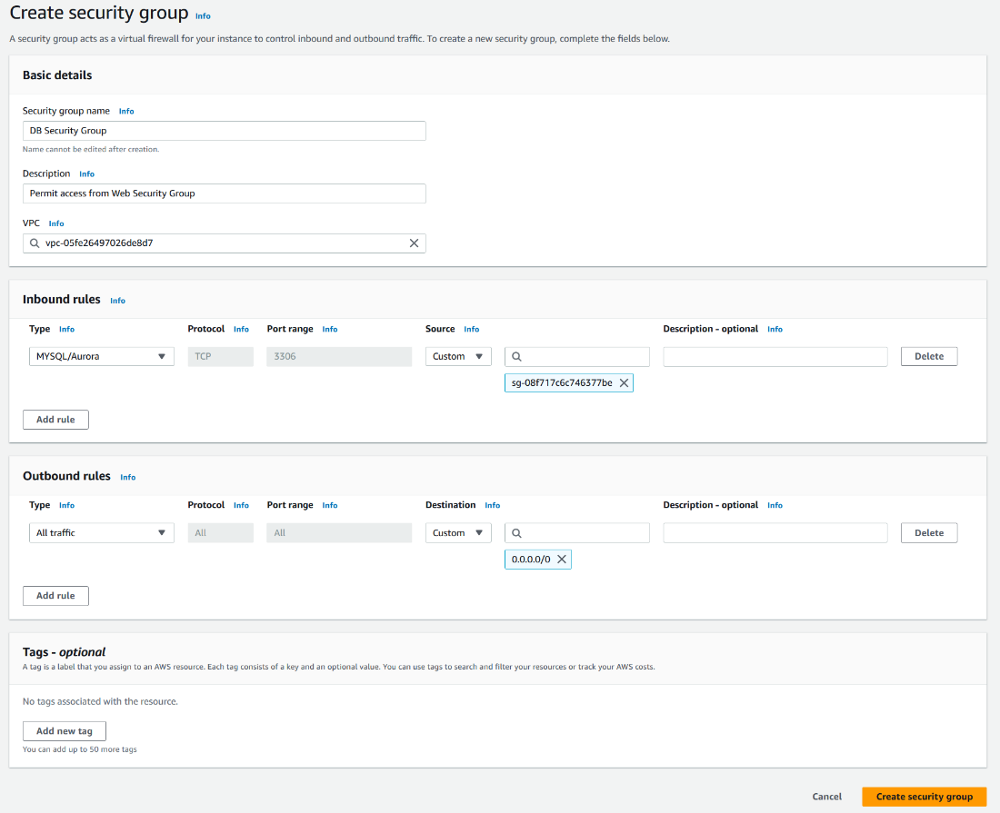 Create security group Info
A security group acts as a virtual firewall for your instance to control inbound and outbound traffic. To create a new security group, complete the fields below.
Basic details
Security group name Info
DB Security Group
Name cannot be edited after creation.
Description Info
Permit access from Web Security Group
VPC Info
vpc-05fe26497026de8d7
Inbound rules Info
Type Info Protocol Info Port range Info Source Info Description - optional Info
MYSQL/Aurora TCP 3306 Custom Delete
sg-08f717c6c746377be
Add rule
Outbound rules Info
Type Info Protocol Info Port range Info Destination Info Description - optional Info
All traffic All All Custom Delete
0.0.0.0/0
Add rule
Tags - optional
A tag is a label that you assign to an AWS resource. Each tag consists of a key and an optional value. You can use tags to search and filter your resources or track your AWS costs.
No tags associated with the resource.
Add new tag
You can add up to 50 more tags
Cancel Create security group